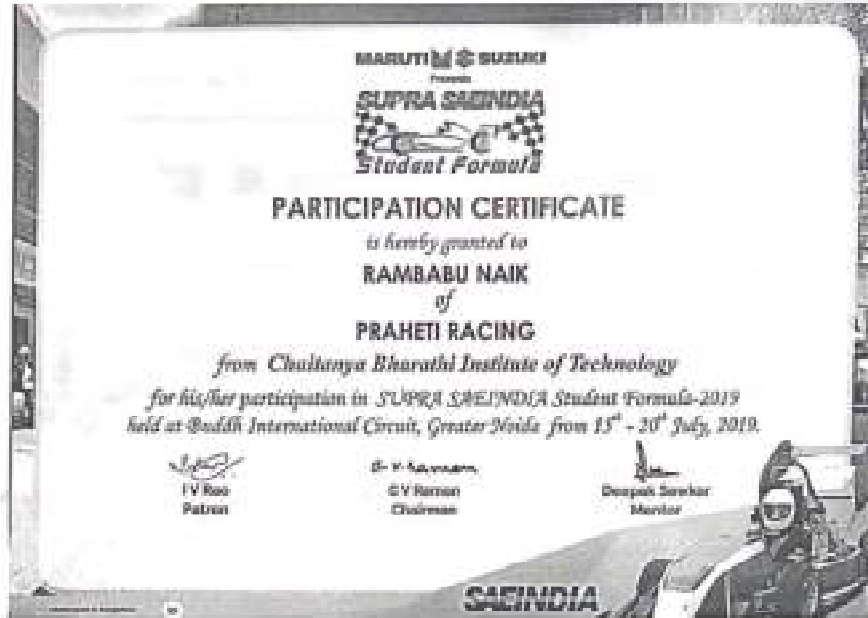 MARUTI SUZUKI
Presents
SUPRA SAEINDIA
Student Formula
PARTICIPATION CERTIFICATE
is hereby granted to
RAMBABU NAIK
of
PRAHETI RACING
from Chaitanya Bharathi Institute of Technology
for his/her participation in SUPRA SAEINDIA Student Formula-2019
held at Buddh International Circuit, Greater Noida from 15th - 20th July, 2019.
I V Rao
Patron
G V Raman
Chairman
Deepak Sawkar
Mentor
SAEINDIA